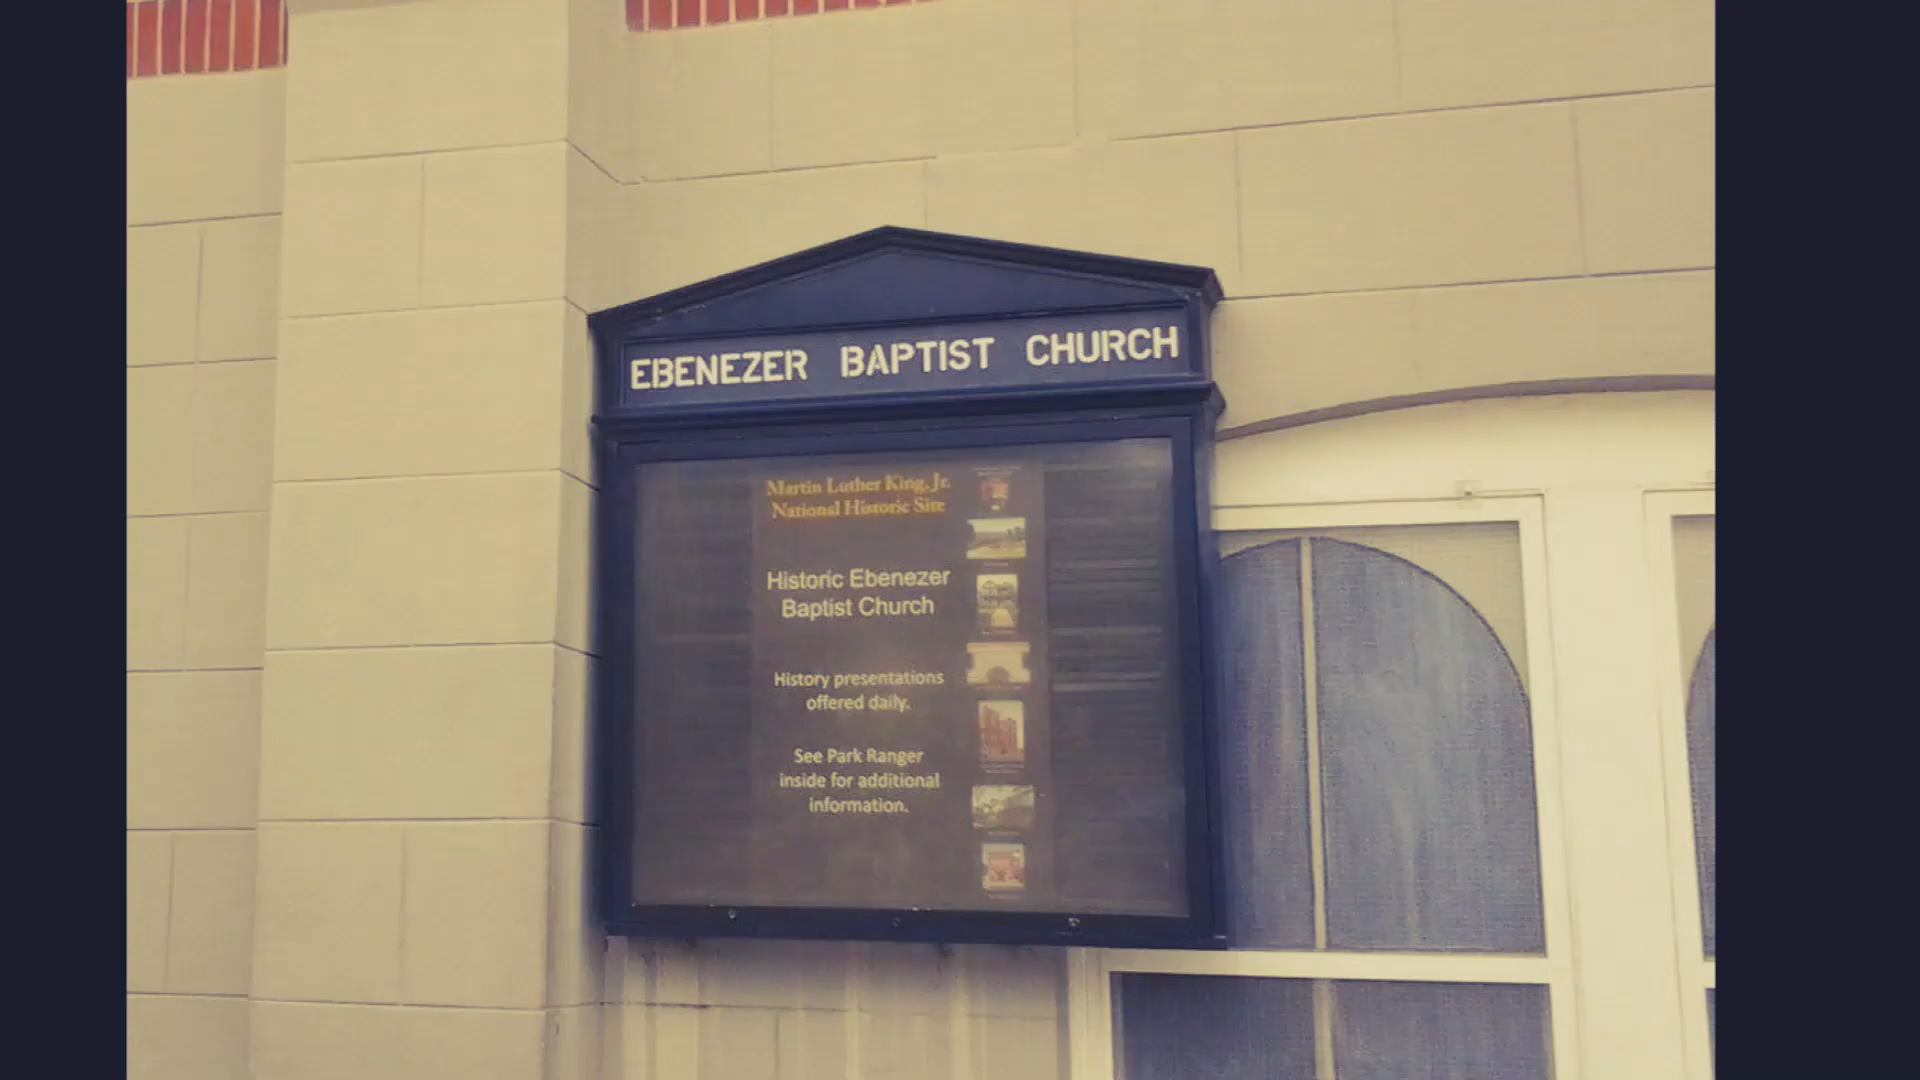 EBENEZER BAPTIST CHURCH
Martin Luther King, Jr.
National Historic Site
Historic Ebenezer
Baptist Church
History presentations
offered daily.
See Park Ranger
inside for additional
information.